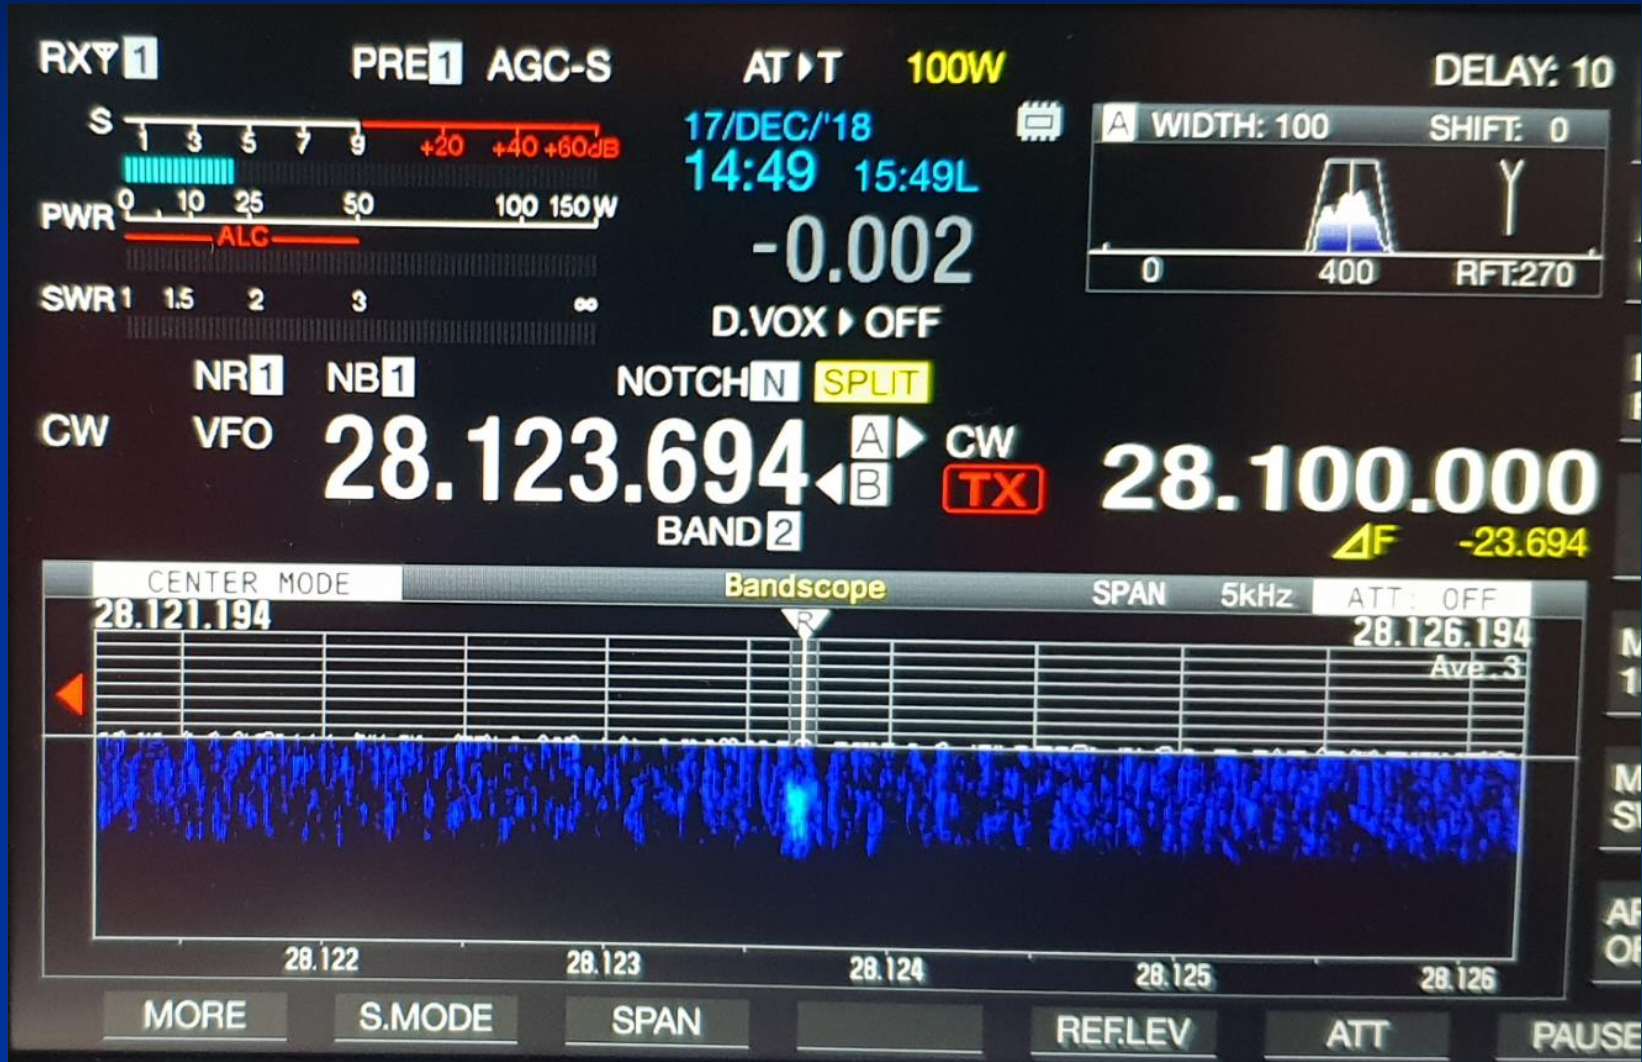 RX 1 PRE 1 AGC-S AT▸T 100W DELAY: 10
S 1 3 5 7 9 +20 +40 +60dB
17/DEC/'18
A WIDTH: 100 SHIFT: 0
14:49 15:49L
PWR 0 10 25 50 100 150W
ALC
-0.002
0 400 RFT:270
SWR 1 1.5 2 3 ∞
D.VOX ▸ OFF
NR 1 NB 1 NOTCH N SPLIT
CW VFO 28.123.694 A ▶ CW
◀ B TX 28.100.000
BAND 2
⊿F -23.694
CENTER MODE Bandscope SPAN 5kHz ATT: OFF
28.121.194 R 28.126.194
Ave.3
28.122 28.123 28.124 28.125 28.126
MORE S.MODE SPAN REF.LEV ATT PAUSE